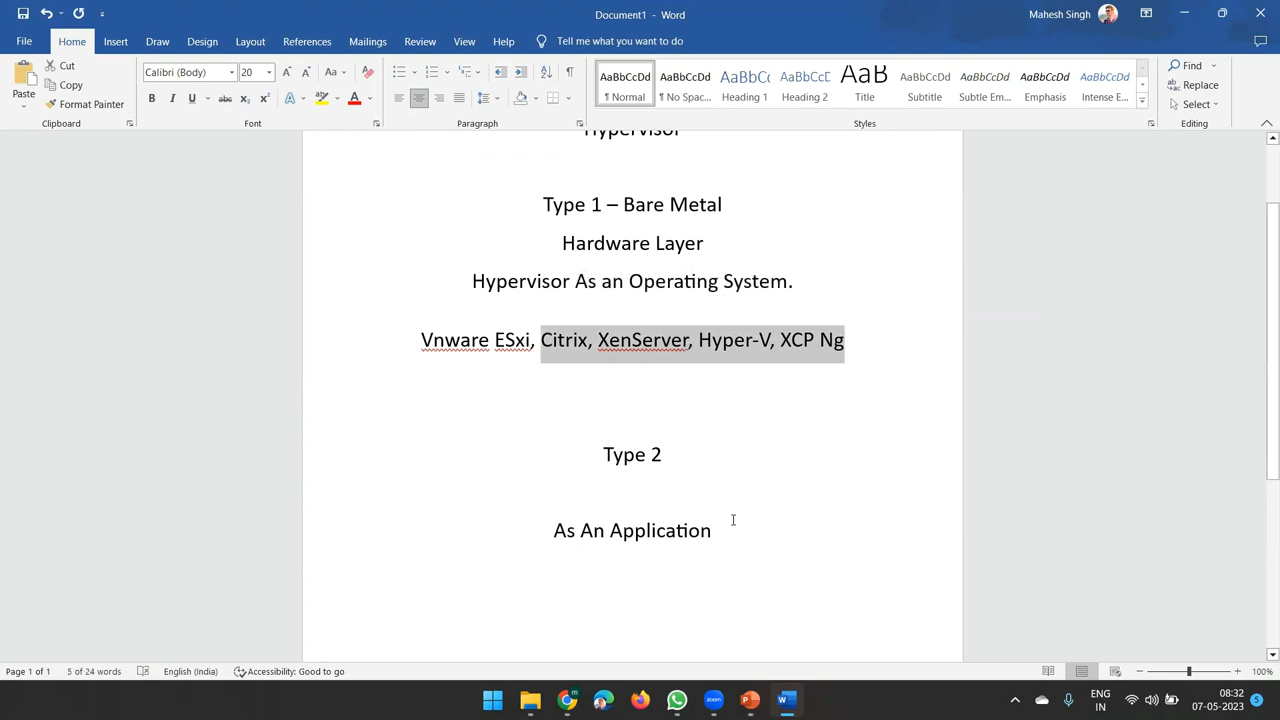 Document1 - Word
Mahesh Singh
File Home Insert Draw Design Layout References Mailings Review View Help Tell me what you want to do
Paste
Cut
Copy
Format Painter
Clipboard
Calibri (Body) 20
Font
Paragraph
AaBbCcDd AaBbCcDd AaBbCc AaBbCcE AaB AaBbCcDd AaBbCcDd AaBbCcDd AaBbCcDd
¶ Normal ¶ No Spac... Heading 1 Heading 2 Title Subtitle Subtle Em... Emphasis Intense E...
Styles
Find
Replace
Select
Editing
Hypervisor
Type 1 – Bare Metal
Hardware Layer
Hypervisor As an Operating System.
Vnware ESxi, Citrix, XenServer, Hyper-V, XCP Ng
Type 2
As An Application
Page 1 of 1 5 of 24 words English (India) Accessibility: Good to go 100%
ENG
IN
08:32
07-05-2023
5